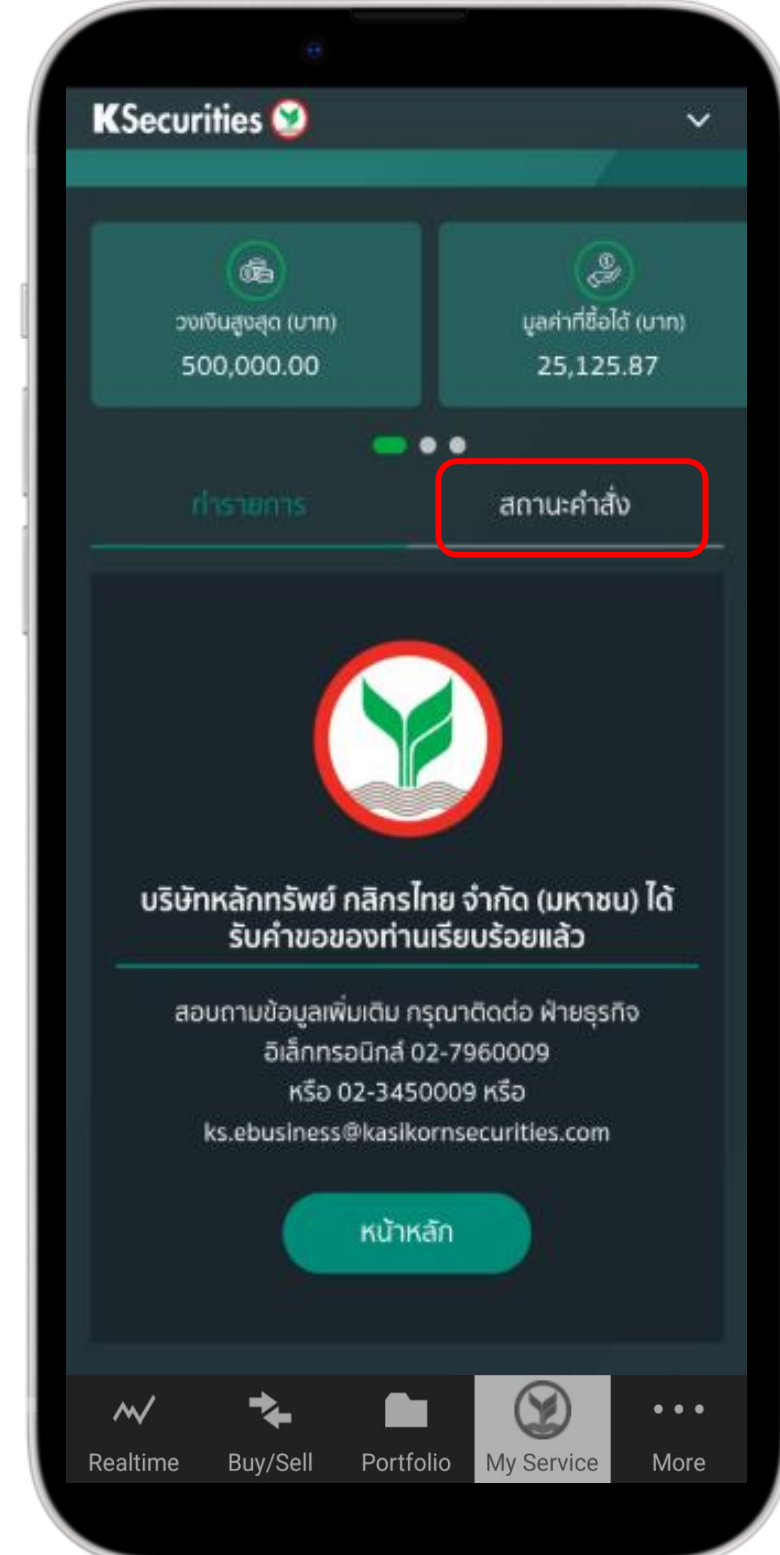 KSecurities
วงเงินสูงสุด (บาท)
500,000.00
มูลค่าที่ซื้อได้ (บาท)
25,125.87
ทำรายการ
สถานะคำสั่ง
บริษัทหลักทรัพย์ กสิกรไทย จำกัด (มหาชน) ได้
รับคำขอของท่านเรียบร้อยแล้ว
สอบถามข้อมูลเพิ่มเติม กรุณาติดต่อ ฝ่ายธุรกิจ
อิเล็กทรอนิกส์ 02-7960009
หรือ 02-3450009 หรือ
ks.ebusiness@kasikornsecurities.com
หน้าหลัก
Realtime
Buy/Sell
Portfolio
My Service
More